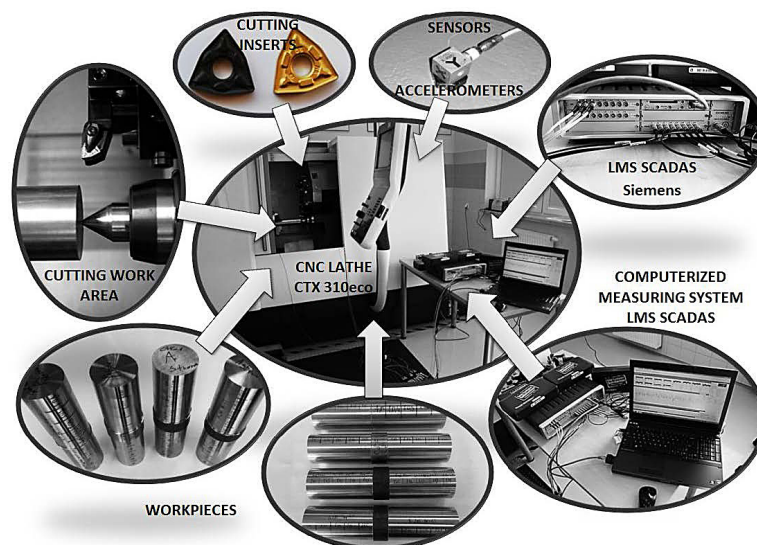 CUTTING
INSERTS
SENSORS
ACCELEROMETERS
LMS SCADAS
Siemens
CUTTING WORK
AREA
CNC LATHE
CTX 310eco
COMPUTERIZED
MEASURING SYSTEM
LMS SCADAS
WORKPIECES